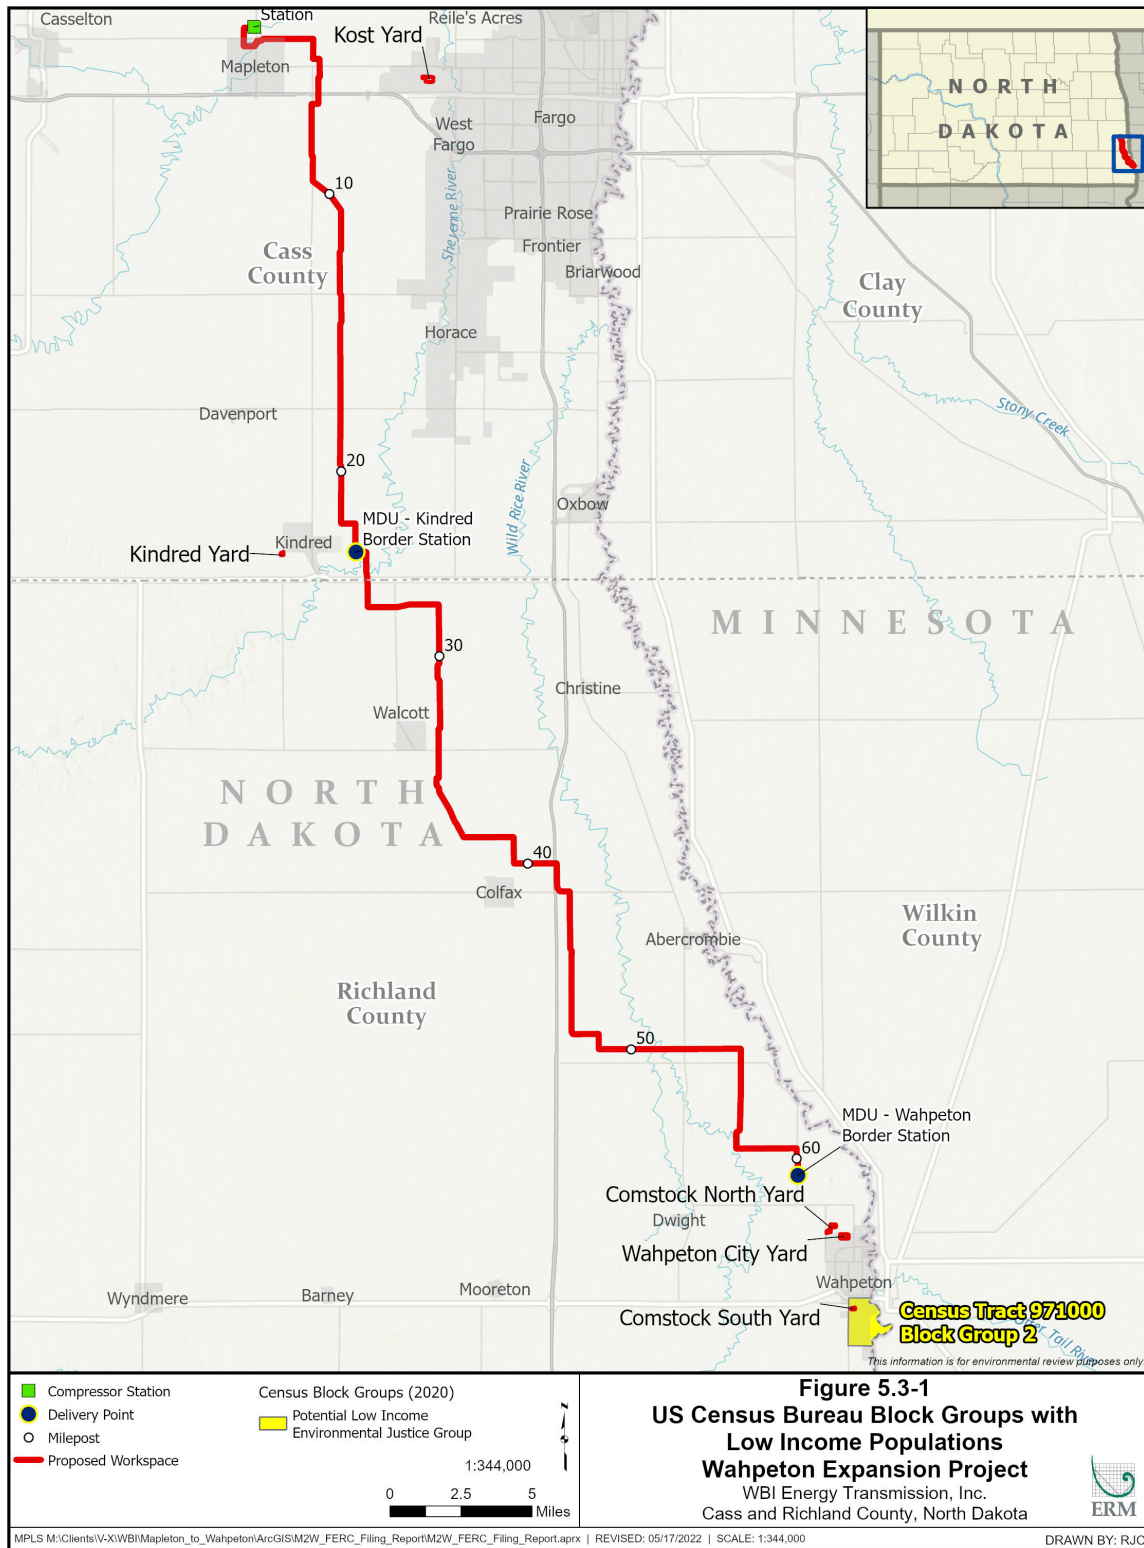 Casselton
Station
Reile's Acres
Kost Yard
Mapleton
NORTH
DAKOTA
West
Fargo
Fargo
10
Sheyenne River
Prairie Rose
Frontier
Briarwood
Cass
County
Clay
County
Horace
Davenport
Stony Creek
20
Wild Rice River
Oxbow
MDU - Kindred
Border Station
Kindred
Kindred Yard
MINNESOTA
30
Christine
Walcott
NORTH
DAKOTA
40
Colfax
Wilkin
County
Abercrombie
Richland
County
50
MDU - Wahpeton
Border Station
60
Comstock North Yard
Dwight
Wahpeton City Yard
Wahpeton
Mooreton
Barney
Wyndmere
Comstock South Yard
Census Tract 971000
Block Group 2
Tail River
This information is for environmental review purposes only.
Compressor Station
Delivery Point
Milepost
Proposed Workspace
Census Block Groups (2020)
Potential Low Income
Environmental Justice Group
N
1:344,000
0 2.5 5
Miles
Figure 5.3-1
US Census Bureau Block Groups with
Low Income Populations
Wahpeton Expansion Project
WBI Energy Transmission, Inc.
Cass and Richland County, North Dakota
ERM
MPLS M:\Clients\V-X\WBI\Mapleton_to_Wahpeton\ArcGIS\M2W_FERC_Filing_Report\M2W_FERC_Filing_Report.aprx | REVISED: 05/17/2022 | SCALE: 1:344,000
DRAWN BY: RJO